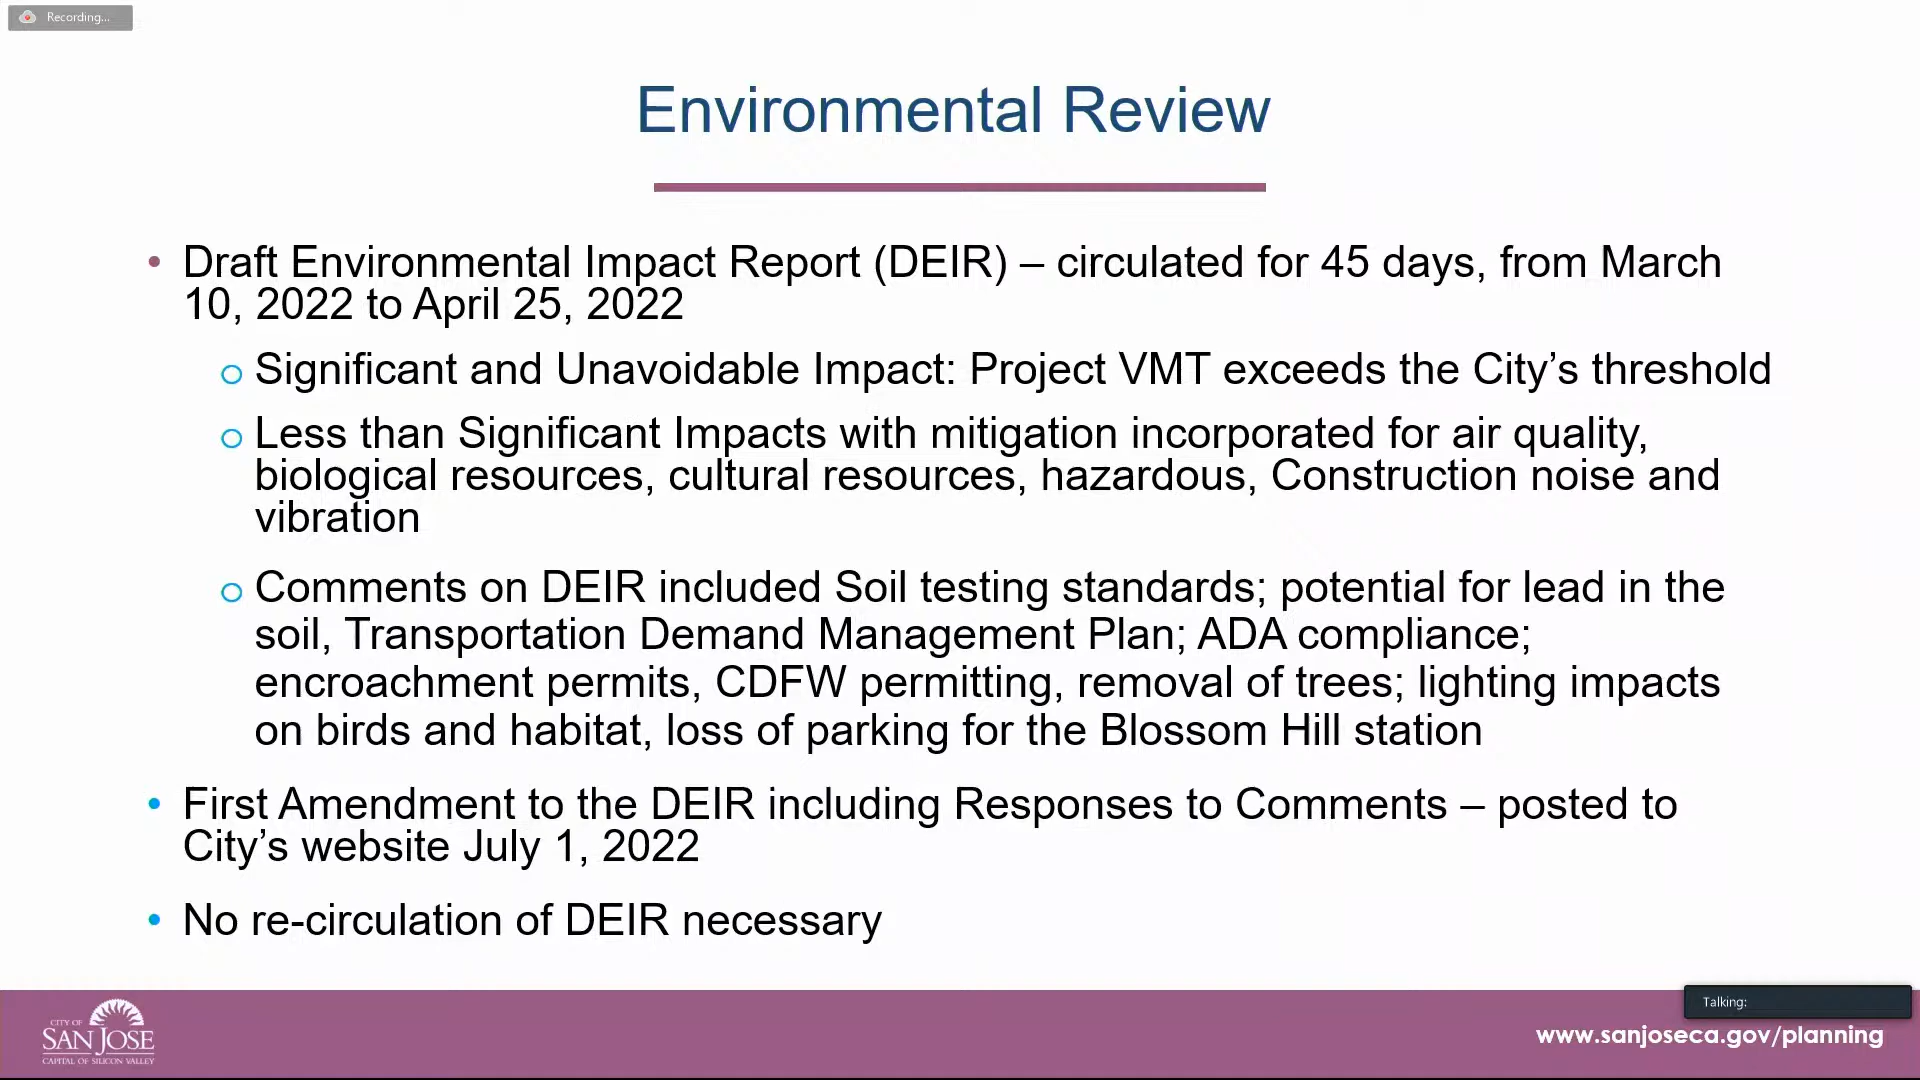 Recording...
Environmental Review
• Draft Environmental Impact Report (DEIR) – circulated for 45 days, from March
10, 2022 to April 25, 2022
o Significant and Unavoidable Impact: Project VMT exceeds the City’s threshold
o Less than Significant Impacts with mitigation incorporated for air quality,
biological resources, cultural resources, hazardous, Construction noise and
vibration
o Comments on DEIR included Soil testing standards; potential for lead in the
soil, Transportation Demand Management Plan; ADA compliance;
encroachment permits, CDFW permitting, removal of trees; lighting impacts
on birds and habitat, loss of parking for the Blossom Hill station
• First Amendment to the DEIR including Responses to Comments – posted to
City’s website July 1, 2022
• No re-circulation of DEIR necessary
Talking:
CITY OF
SAN JOSE
CAPITAL OF SILICON VALLEY
www.sanjoseca.gov/planning